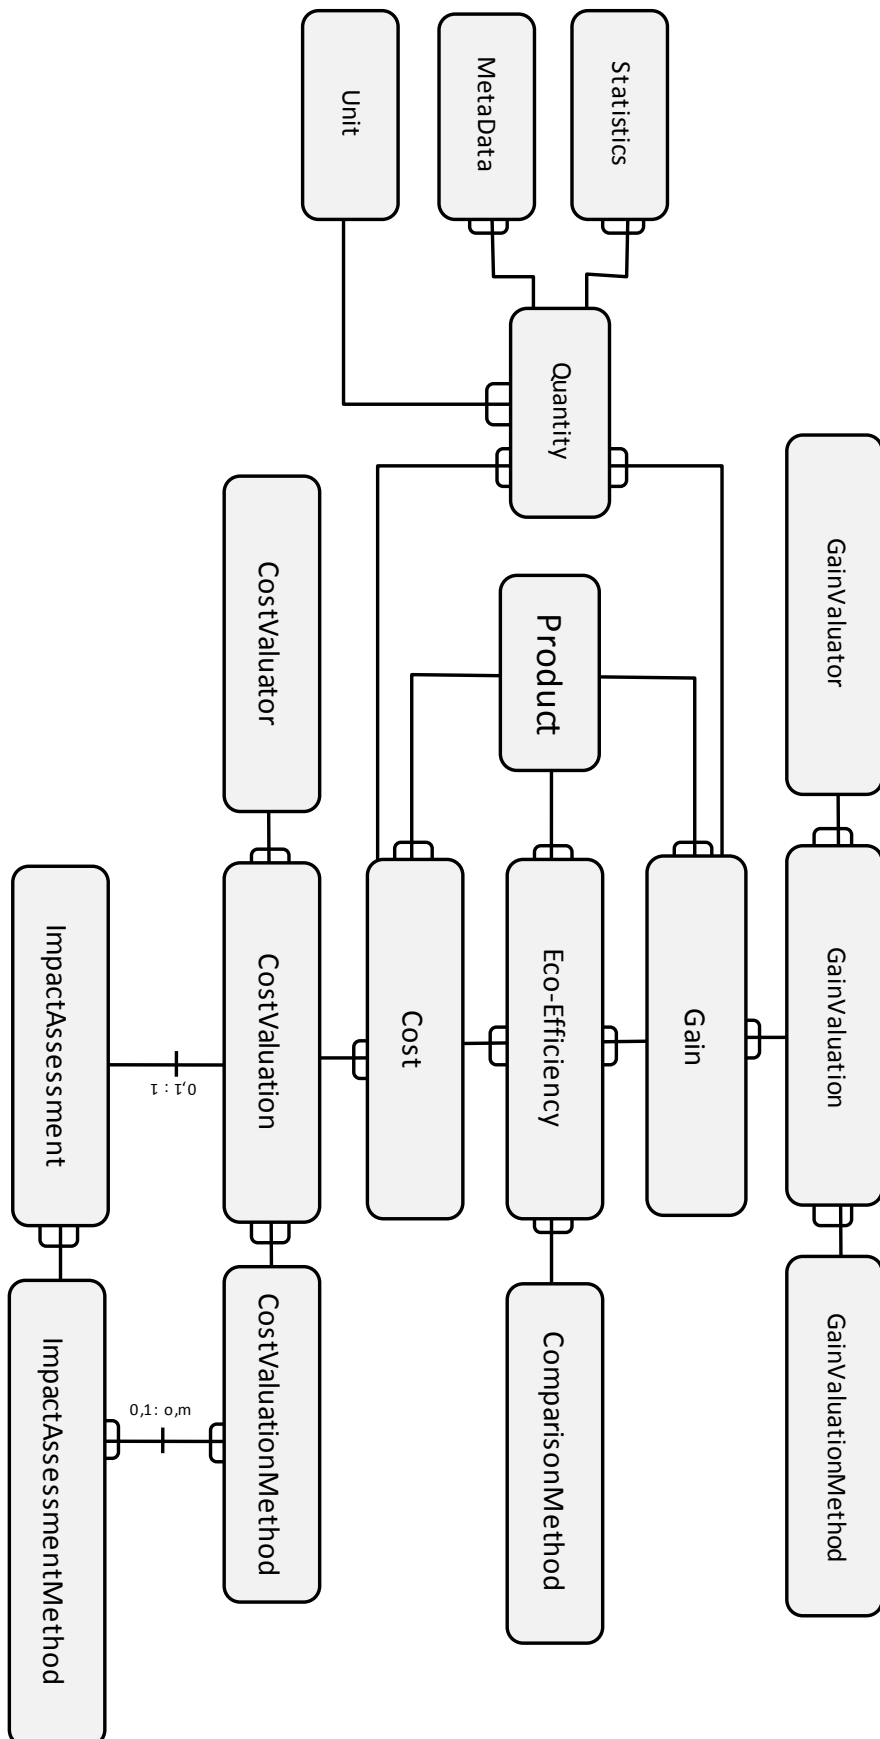 GainValuator
GainValuation
GainValuationMethod
Gain
Statistics
Quantity
Product
Eco-Efficiency
ComparisonMethod
MetaData
Cost
Unit
CostValuator
CostValuation
CostValuationMethod
0,1 : 1
0,1: o,m
ImpactAssessment
ImpactAssessmentMethod